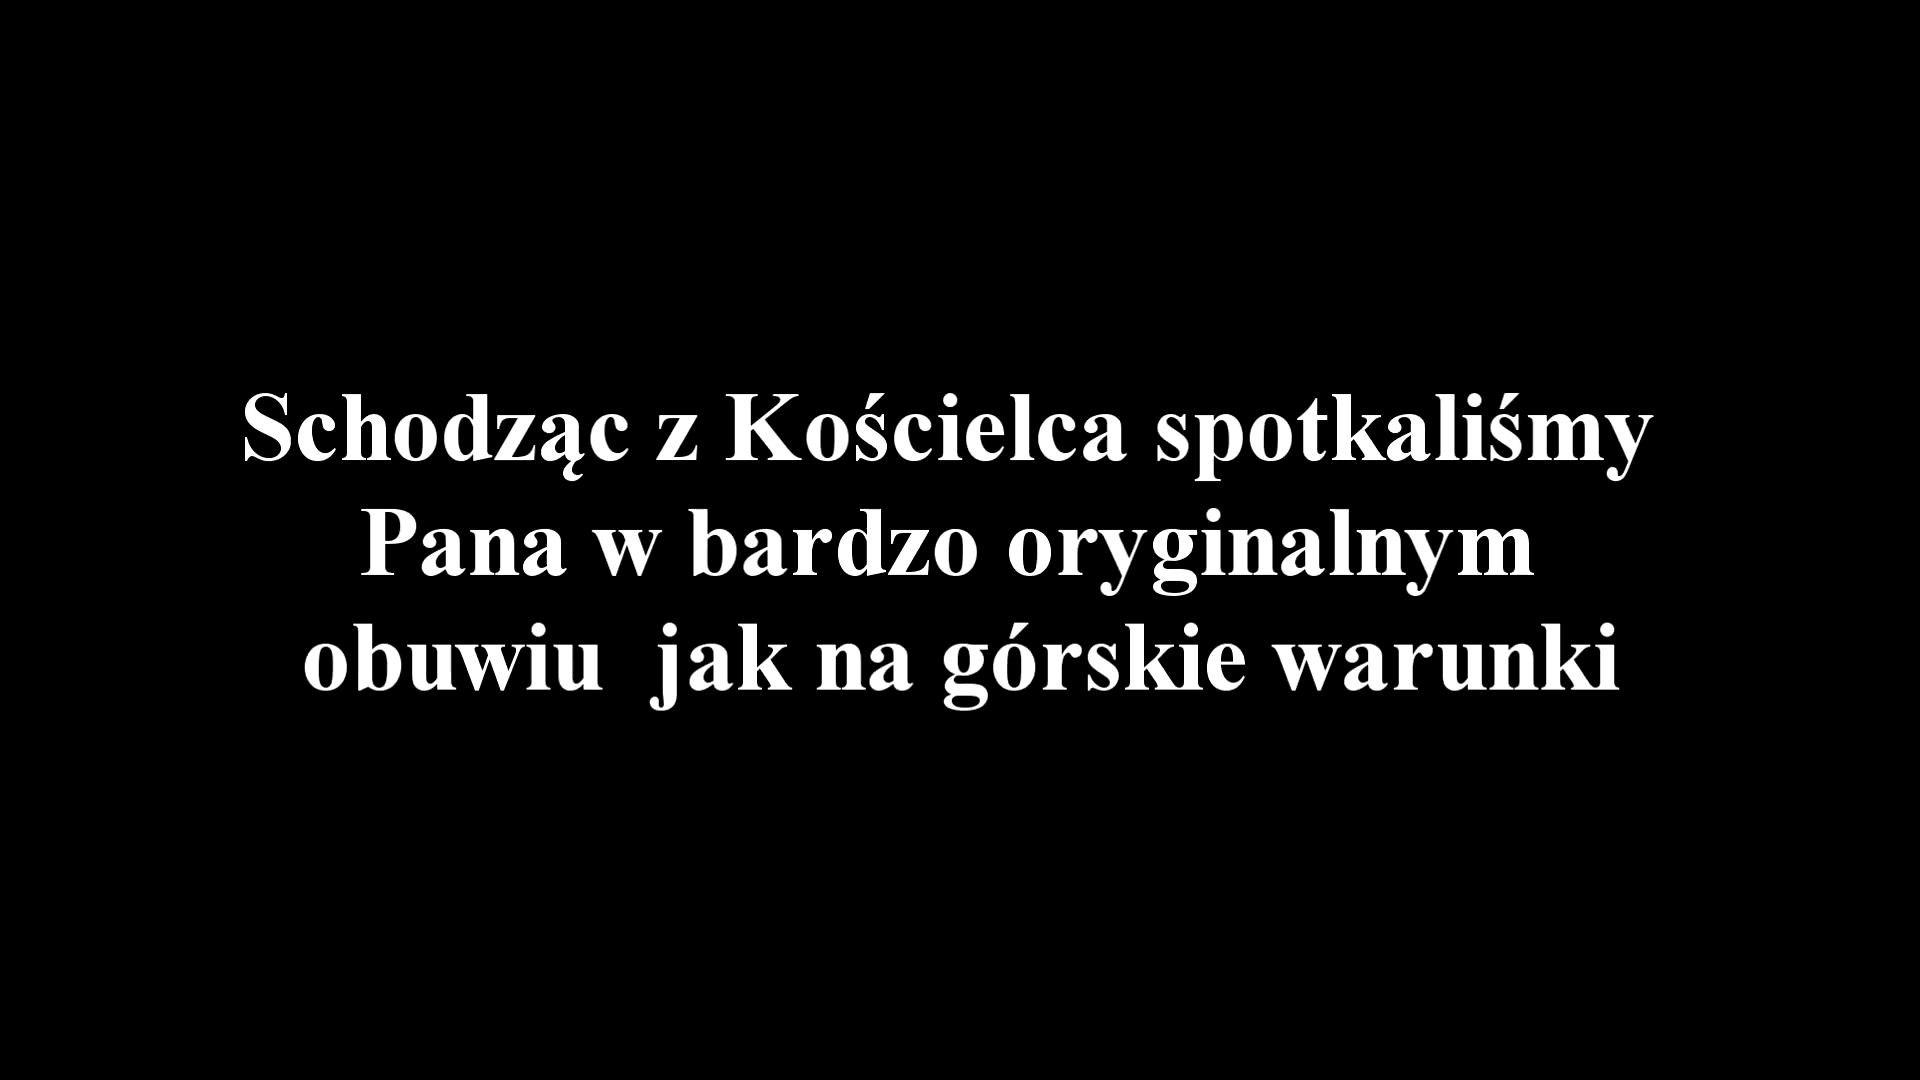 Schodząc z Kościelca spotkaliśmy
Pana w bardzo oryginalnym
obuwiu  jak na górskie warunki